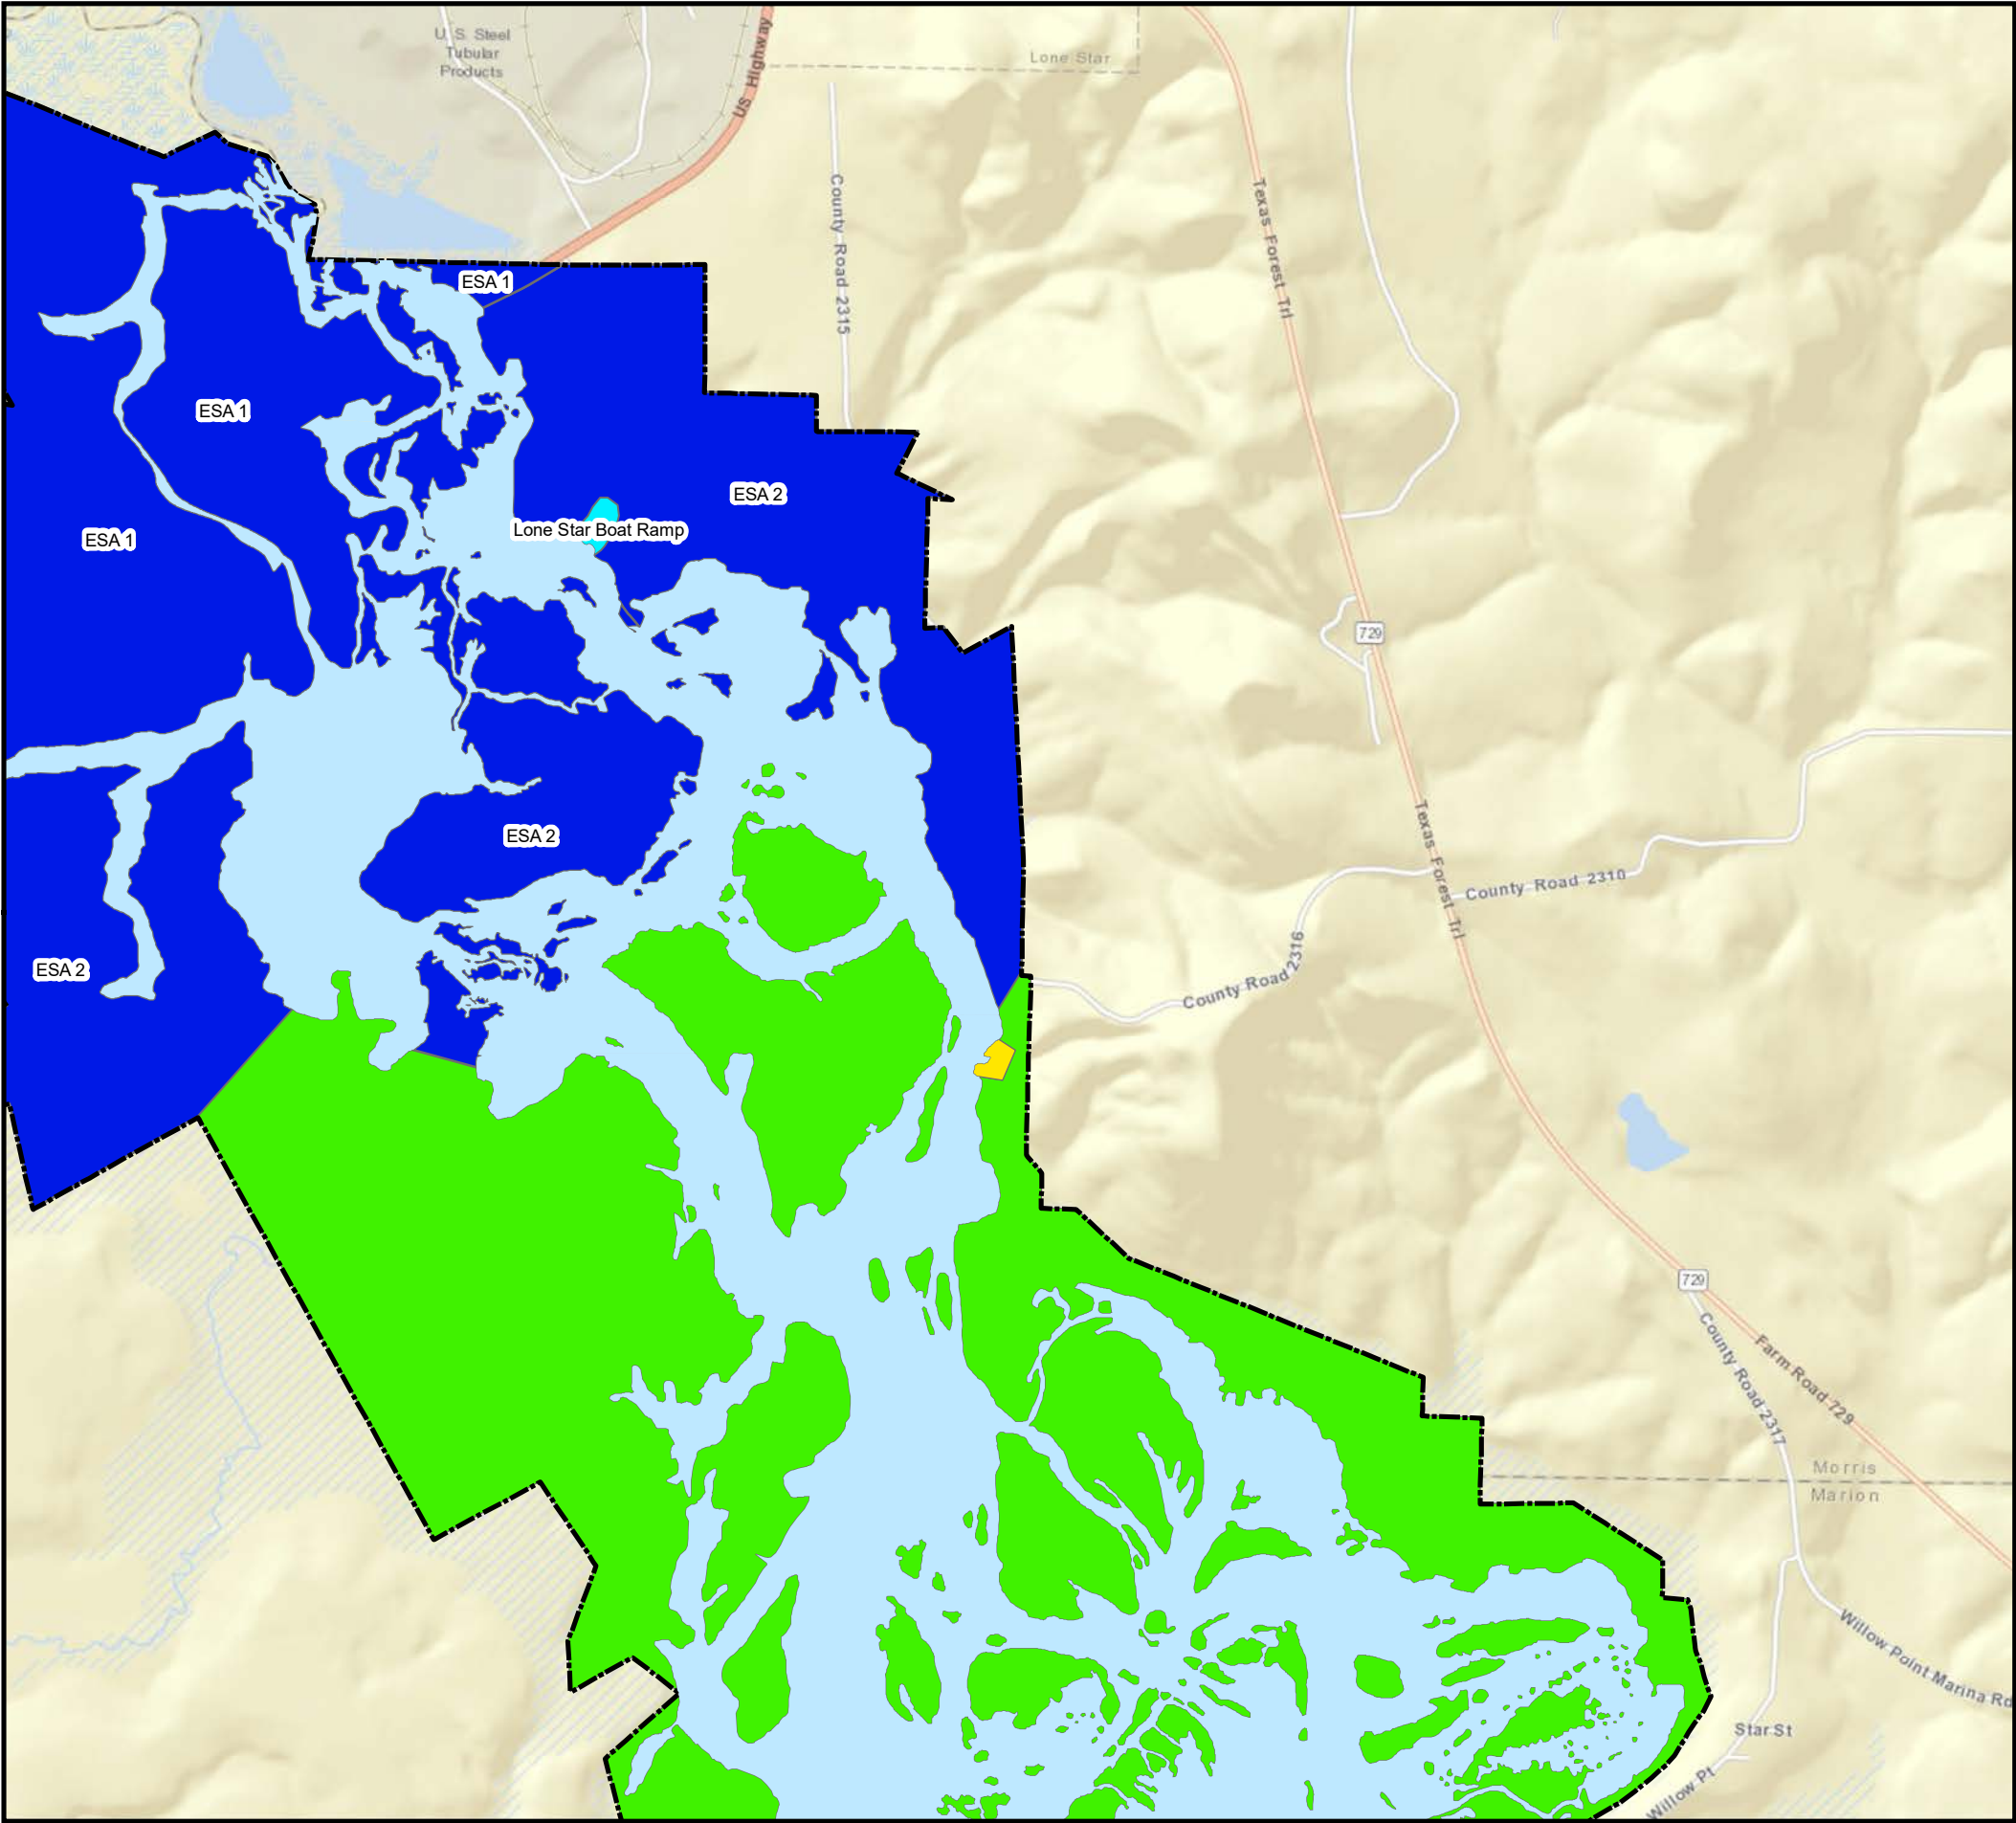 U. S. Steel
Tubular
Products
US Highway
Lone Star
County Road 2315
Texas Forest Trl
ESA 1
ESA 1
ESA 2
Lone Star Boat Ramp
ESA 1
729
Texas Forest Trl
ESA 2
County Road 2310
County Road 2316
ESA 2
729
County Road 2317
Farm Road 729
Morris
Marion
Willow Point Marina Rd
Star St
Willow Pt